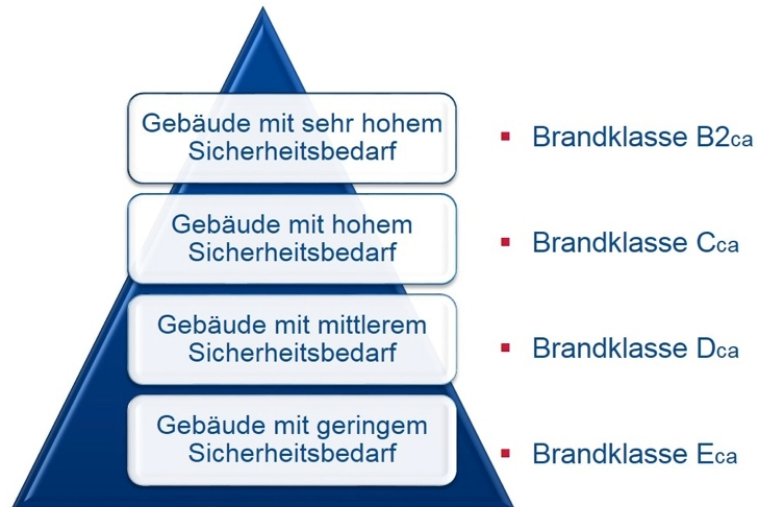 Gebäude mit sehr hohem
Sicherheitsbedarf
▪ Brandklasse B2ca
Gebäude mit hohem
Sicherheitsbedarf
▪ Brandklasse Cca
Gebäude mit mittlerem
Sicherheitsbedarf
▪ Brandklasse Dca
Gebäude mit geringem
Sicherheitsbedarf
▪ Brandklasse Eca